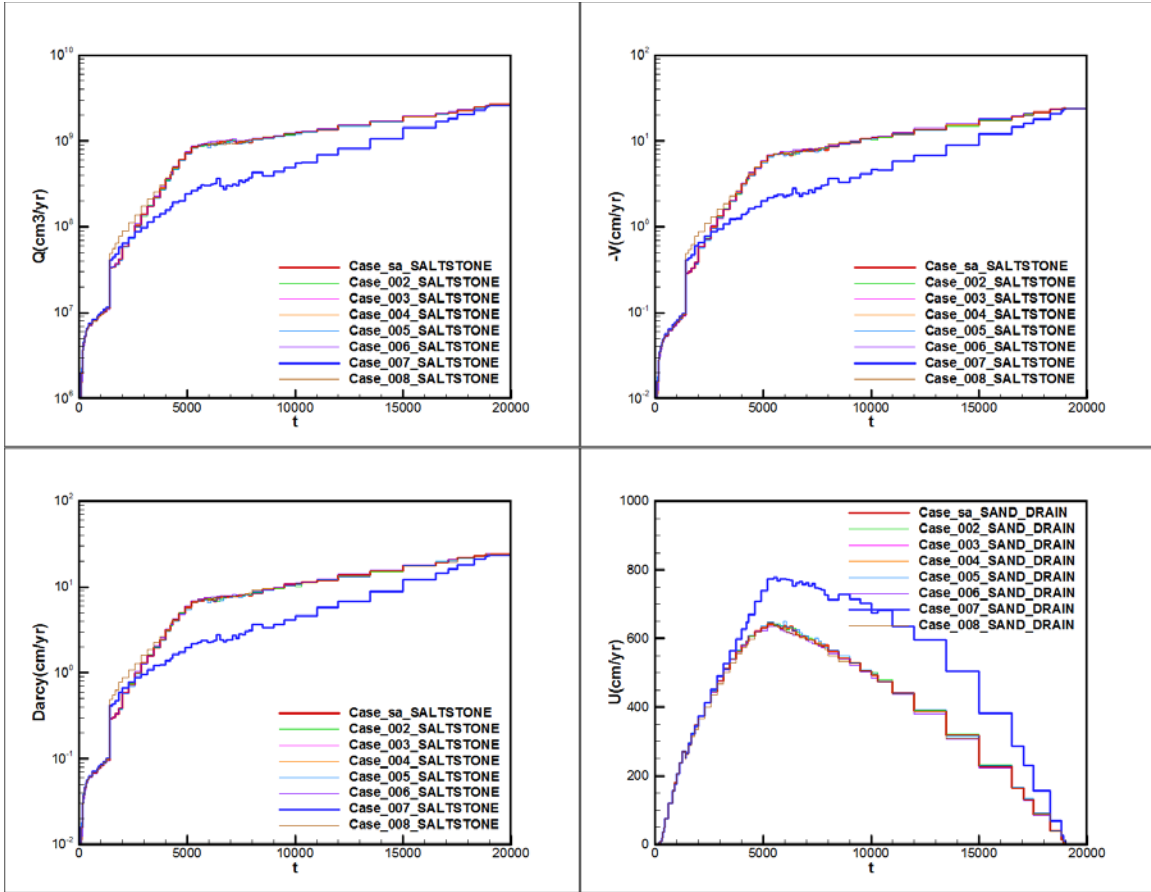 10^10
10^9
10^8
10^7
10^6
Q(cm3/yr)
0
5000
10000
15000
20000
t
Case_sa_SALTSTONE
Case_002_SALTSTONE
Case_003_SALTSTONE
Case_004_SALTSTONE
Case_005_SALTSTONE
Case_006_SALTSTONE
Case_007_SALTSTONE
Case_008_SALTSTONE
10^2
10^1
10^0
10^-1
10^-2
-V(cm/yr)
0
5000
10000
15000
20000
t
Case_sa_SALTSTONE
Case_002_SALTSTONE
Case_003_SALTSTONE
Case_004_SALTSTONE
Case_005_SALTSTONE
Case_006_SALTSTONE
Case_007_SALTSTONE
Case_008_SALTSTONE
10^2
10^1
10^0
10^-1
10^-2
Darcy(cm/yr)
0
5000
10000
15000
20000
t
Case_sa_SALTSTONE
Case_002_SALTSTONE
Case_003_SALTSTONE
Case_004_SALTSTONE
Case_005_SALTSTONE
Case_006_SALTSTONE
Case_007_SALTSTONE
Case_008_SALTSTONE
1000
800
600
400
200
0
U(cm/yr)
0
5000
10000
15000
20000
t
Case_sa_SAND_DRAIN
Case_002_SAND_DRAIN
Case_003_SAND_DRAIN
Case_004_SAND_DRAIN
Case_005_SAND_DRAIN
Case_006_SAND_DRAIN
Case_007_SAND_DRAIN
Case_008_SAND_DRAIN